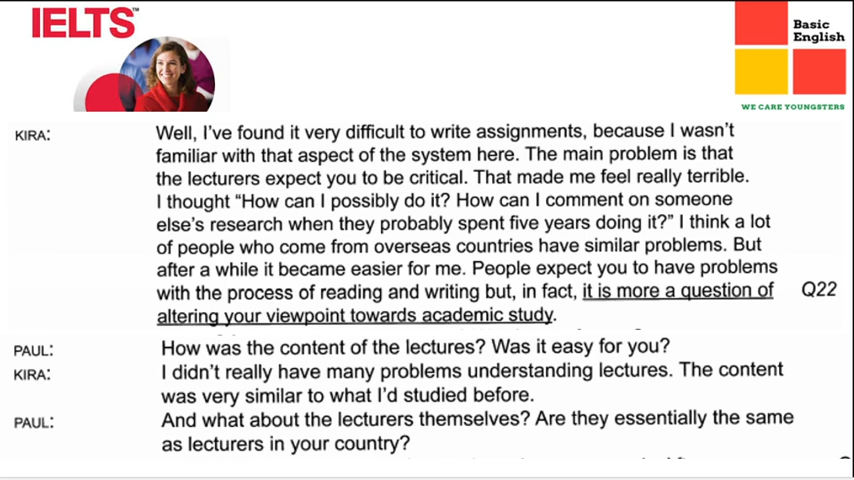 IELTS™
Basic
English
WE CARE YOUNGSTERS
KIRA: Well, I've found it very difficult to write assignments, because I wasn't
familiar with that aspect of the system here. The main problem is that
the lecturers expect you to be critical. That made me feel really terrible.
I thought “How can I possibly do it? How can I comment on someone
else's research when they probably spent five years doing it?” I think a lot
of people who come from overseas countries have similar problems. But
after a while it became easier for me. People expect you to have problems
with the process of reading and writing but, in fact, it is more a question of Q22
altering your viewpoint towards academic study.
PAUL: How was the content of the lectures? Was it easy for you?
KIRA: I didn't really have many problems understanding lectures. The content
was very similar to what I'd studied before.
PAUL: And what about the lecturers themselves? Are they essentially the same
as lecturers in your country?